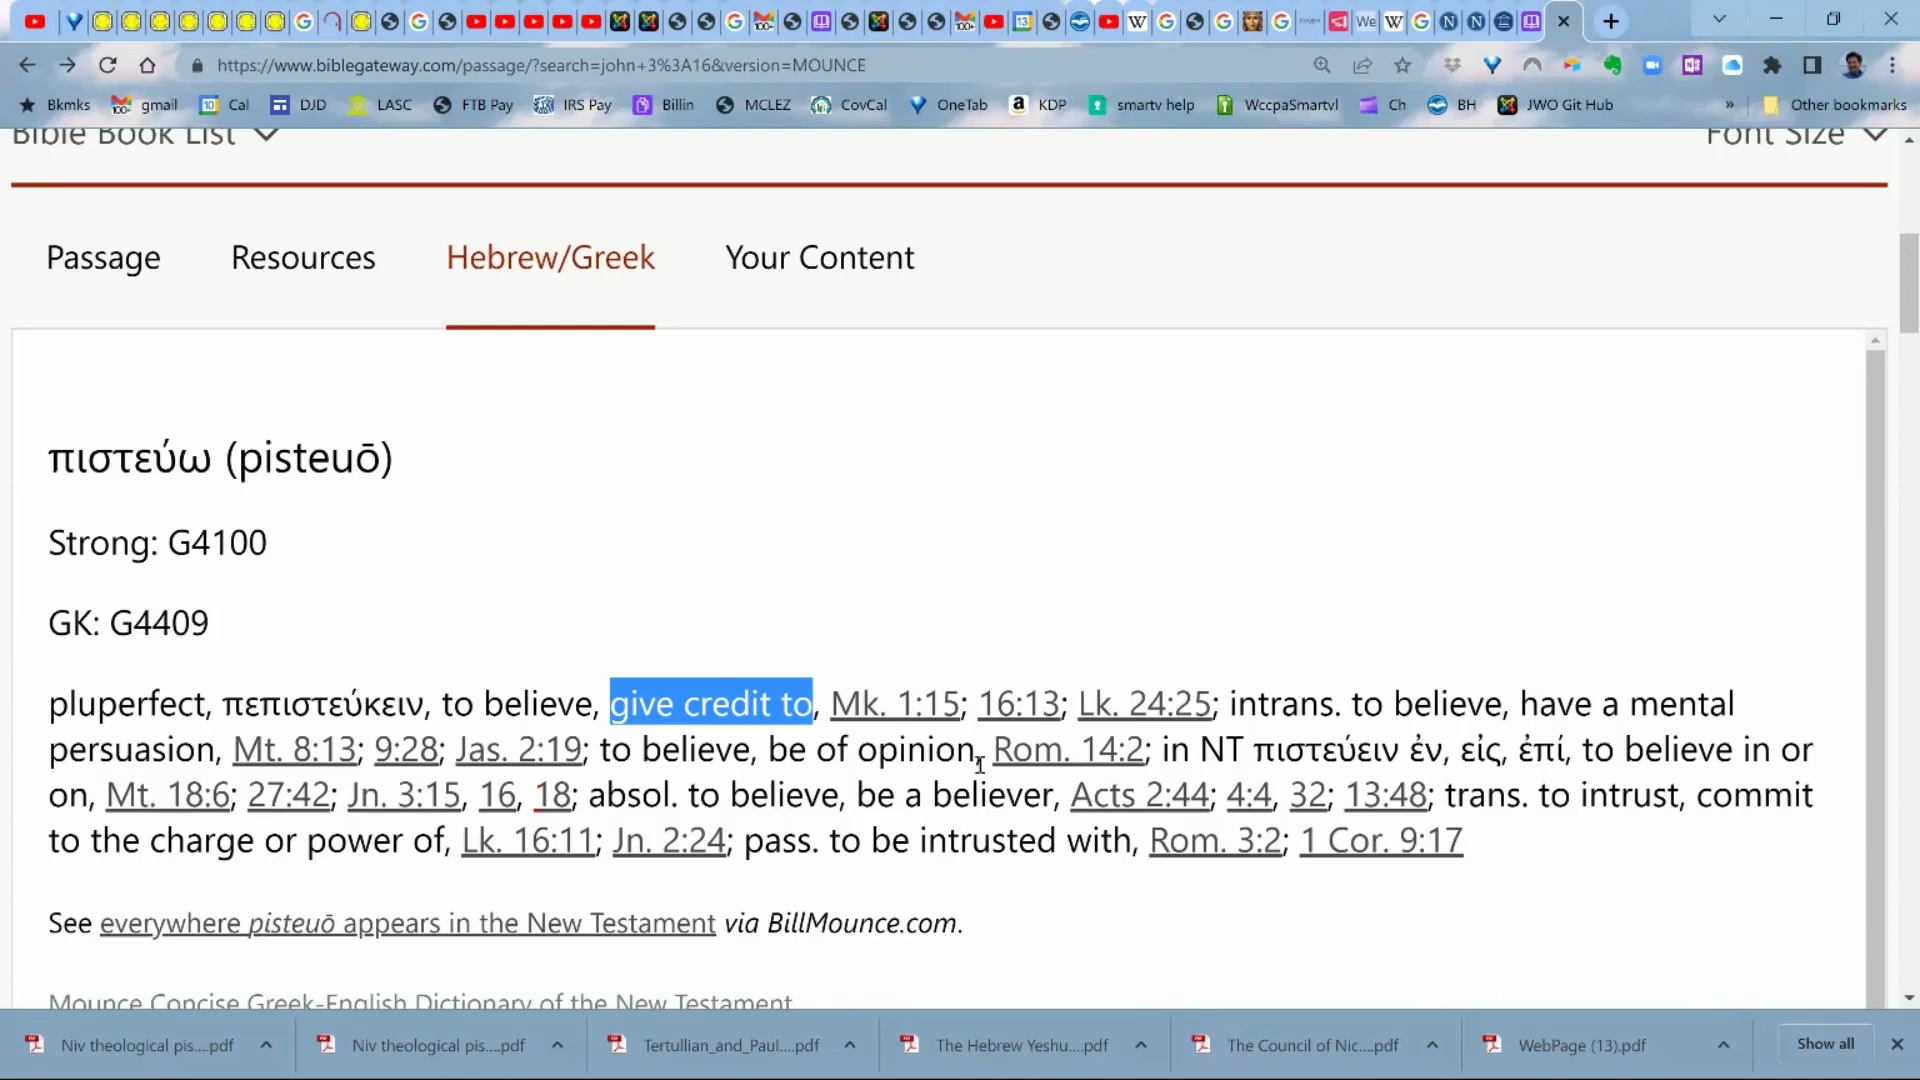 We
https://www.biblegateway.com/passage/?search=john+3%3A16&version=MOUNCE
Bkmks gmail Cal DJD LASC FTB Pay IRS Pay Billin MCLEZ CovCal OneTab KDP smartv help WccpaSmartvl Ch BH JWO Git Hub » Other bookmarks
Bible Book List Font Size
Passage Resources Hebrew/Greek Your Content
πιστεύω (pisteuō)
Strong: G4100
GK: G4409
pluperfect, πεπιστεύκειν, to believe, give credit to, Mk. 1:15; 16:13; Lk. 24:25; intrans. to believe, have a mental
persuasion, Mt. 8:13; 9:28; Jas. 2:19; to believe, be of opinion, Rom. 14:2; in NT πιστεύειν ἐν, εἰς, ἐπί, to believe in or
on, Mt. 18:6; 27:42; Jn. 3:15, 16, 18; absol. to believe, be a believer, Acts 2:44; 4:4, 32; 13:48; trans. to intrust, commit
to the charge or power of, Lk. 16:11; Jn. 2:24; pass. to be intrusted with, Rom. 3:2; 1 Cor. 9:17
See everywhere pisteuō appears in the New Testament via BillMounce.com.
Mounce Concise Greek-English Dictionary of the New Testament
Niv theological pis....pdf Niv theological pis....pdf Tertullian_and_Paul....pdf The Hebrew Yeshu....pdf The Council of Nic....pdf WebPage (13).pdf Show all